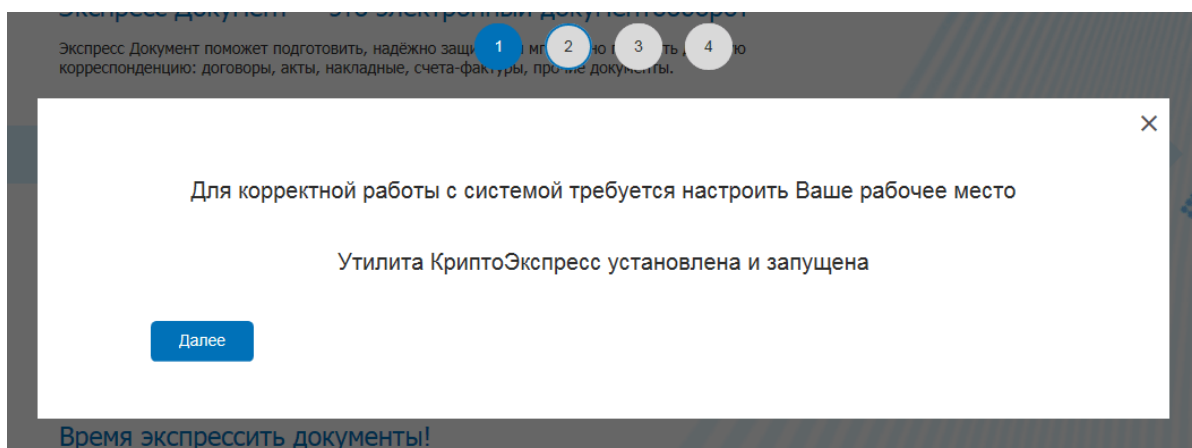 Экспресс Документ — это электронный документооборот
1 2 3 4
Экспресс Документ поможет подготовить, надёжно
корреспонденцию: договоры, акты, накладные, счета-фактуры, прочие документы.
×
Для корректной работы с системой требуется настроить Ваше рабочее место
Утилита КриптоЭкспресс установлена и запущена
Далее
Время экспрессить документы!